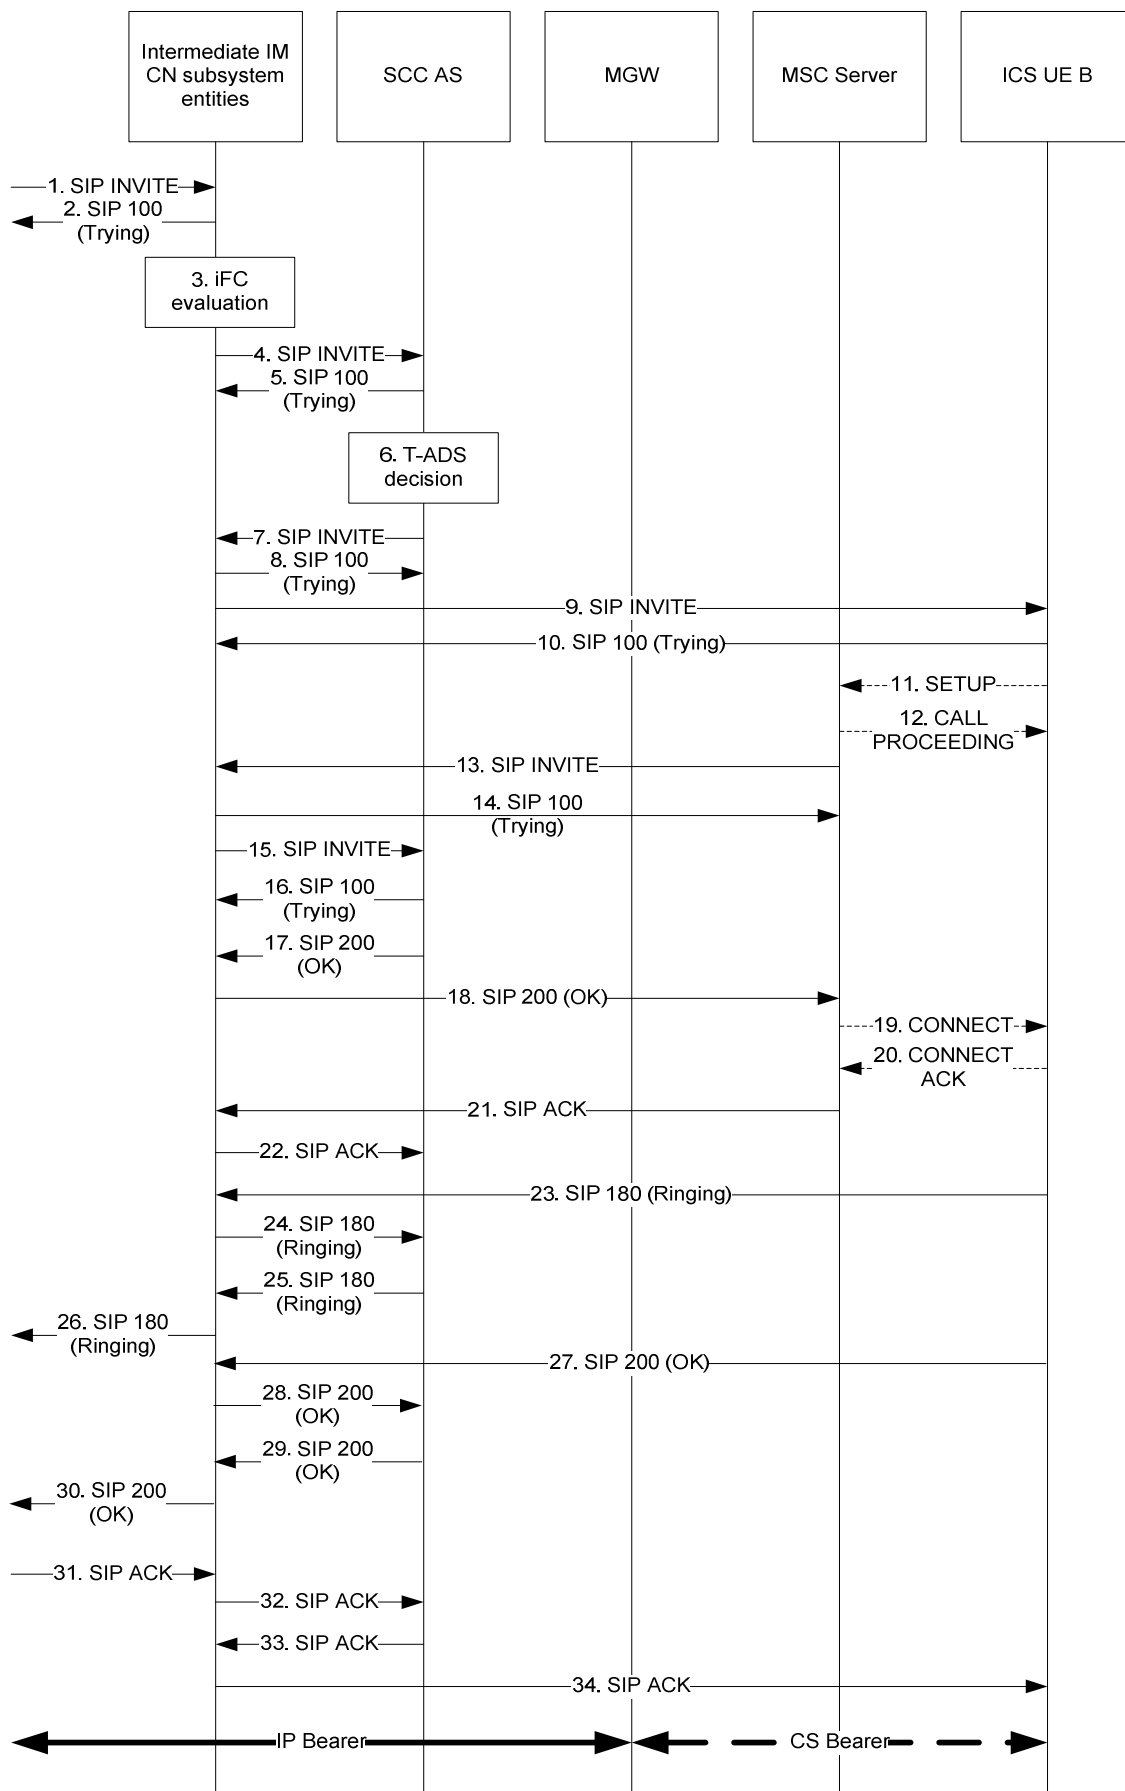 Intermediate IM
CN subsystem
entities
SCC AS
MGW
MSC Server
ICS UE B
1. SIP INVITE
2. SIP 100
(Trying)
3. iFC
evaluation
4. SIP INVITE
5. SIP 100
(Trying)
6. T-ADS
decision
7. SIP INVITE
8. SIP 100
(Trying)
9. SIP INVITE
10. SIP 100 (Trying)
11. SETUP
12. CALL
PROCEEDING
13. SIP INVITE
14. SIP 100
(Trying)
15. SIP INVITE
16. SIP 100
(Trying)
17. SIP 200
(OK)
18. SIP 200 (OK)
19. CONNECT
20. CONNECT
ACK
21. SIP ACK
22. SIP ACK
23. SIP 180 (Ringing)
24. SIP 180
(Ringing)
25. SIP 180
(Ringing)
26. SIP 180
(Ringing)
27. SIP 200 (OK)
28. SIP 200
(OK)
29. SIP 200
(OK)
30. SIP 200
(OK)
31. SIP ACK
32. SIP ACK
33. SIP ACK
34. SIP ACK
IP Bearer
CS Bearer